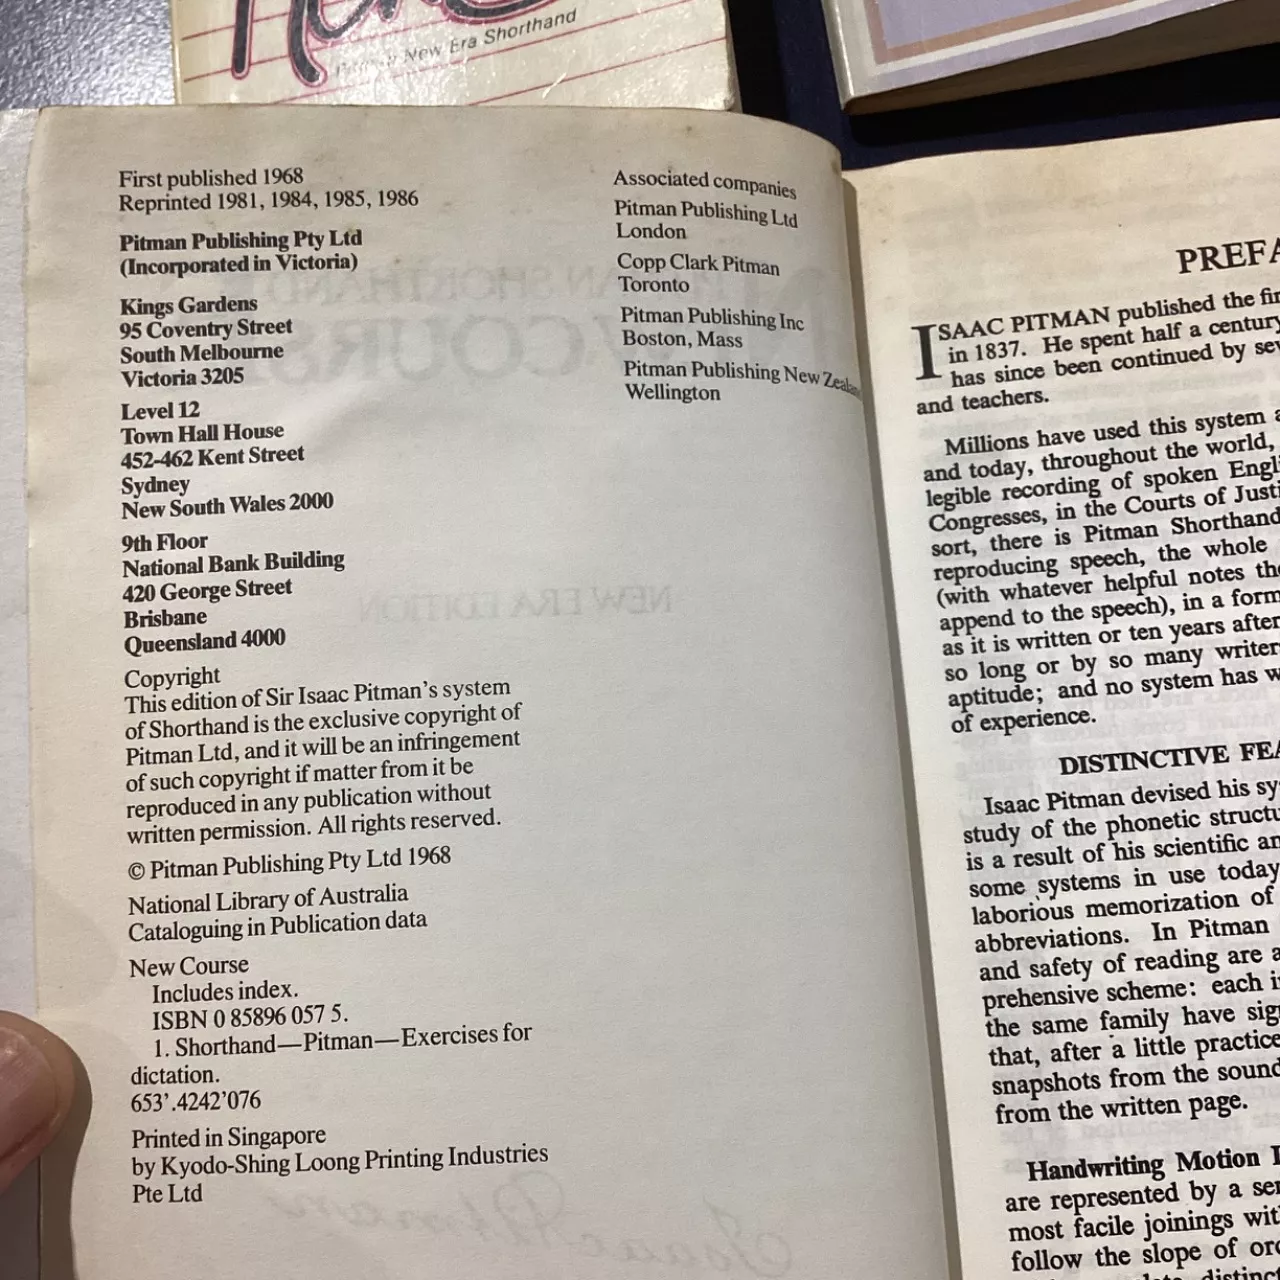 New Era Shorthand
First published 1968
Reprinted 1981, 1984, 1985, 1986
Pitman Publishing Pty Ltd
(Incorporated in Victoria)
Kings Gardens
95 Coventry Street
South Melbourne
Victoria 3205
Level 12
Town Hall House
452-462 Kent Street
Sydney
New South Wales 2000
9th Floor
National Bank Building
420 George Street
Brisbane
Queensland 4000
Copyright
This edition of Sir Isaac Pitman's system
of Shorthand is the exclusive copyright of
Pitman Ltd, and it will be an infringement
of such copyright if matter from it be
reproduced in any publication without
written permission. All rights reserved.
© Pitman Publishing Pty Ltd 1968
National Library of Australia
Cataloguing in Publication data
New Course
Includes index.
ISBN 0 85896 057 5.
1. Shorthand—Pitman—Exercises for
dictation.
653'.4242'076
Printed in Singapore
by Kyodo-Shing Loong Printing Industries
Pte Ltd
Associated companies
Pitman Publishing Ltd
London
Copp Clark Pitman
Toronto
Pitman Publishing Inc
Boston, Mass
Pitman Publishing New
Wellington
PREFA
ISAAC PITMAN published the
in 1837. He spent half a century
has since been continued by
and teachers.
Millions have used this system
and today, throughout the world,
legible recording of spoken
Congresses, in the Courts of
sort, there is Pitman Shorthand
reproducing speech, the whole
(with whatever helpful notes
append to the speech), in a form
as it is written or ten years after
so long or by so many
aptitude; and no system has
of experience.
DISTINCTIVE
Isaac Pitman devised his
study of the phonetic
is a result of his scientific
some systems in use today
laborious memorization of
abbreviations. In Pitman
and safety of reading are
prehensive scheme: each
the same family have
that, after a little practice
snapshots from the sound
from the written page.
Handwriting Motion
are represented by a
most facile joinings
follow the slope of